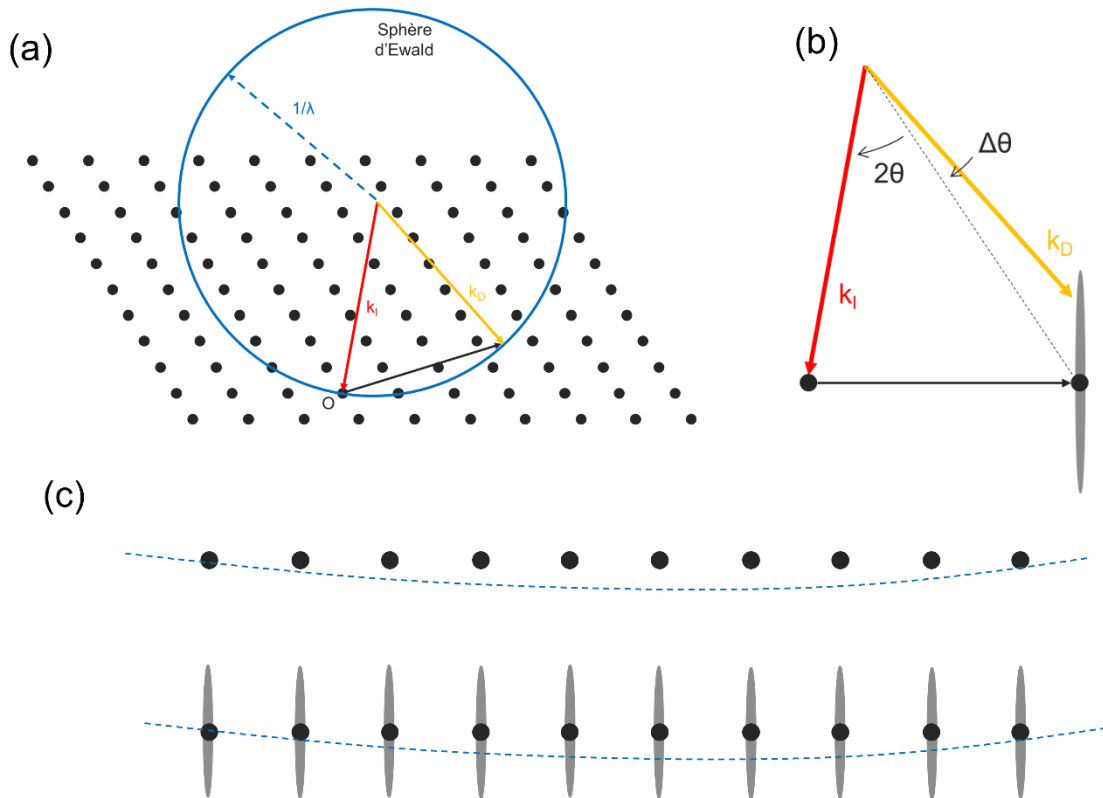 (a)
Sphère
d'Ewald
1/λ
k_I
k_D
O
(b)
2θ
Δθ
k_I
k_D
(c)